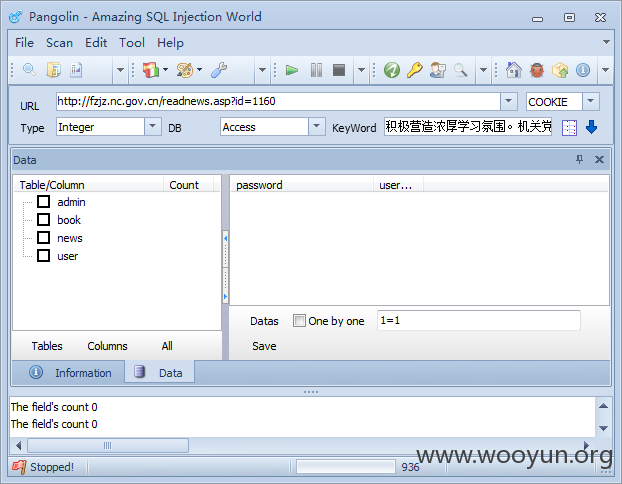 Pangolin - Amazing SQL Injection World
File Scan Edit Tool Help
URL http://fzjz.nc.gov.cn/readnews.asp?id=1160 COOKIE
Type Integer DB Access KeyWord 积极营造浓厚学习氛围。机关党
Data
Table/Column Count password user...
admin
book
news
user
Datas One by one 1=1
Tables Columns All Save
Information Data
The field's count 0
The field's count 0
www.wooyun.org
Stopped! 936